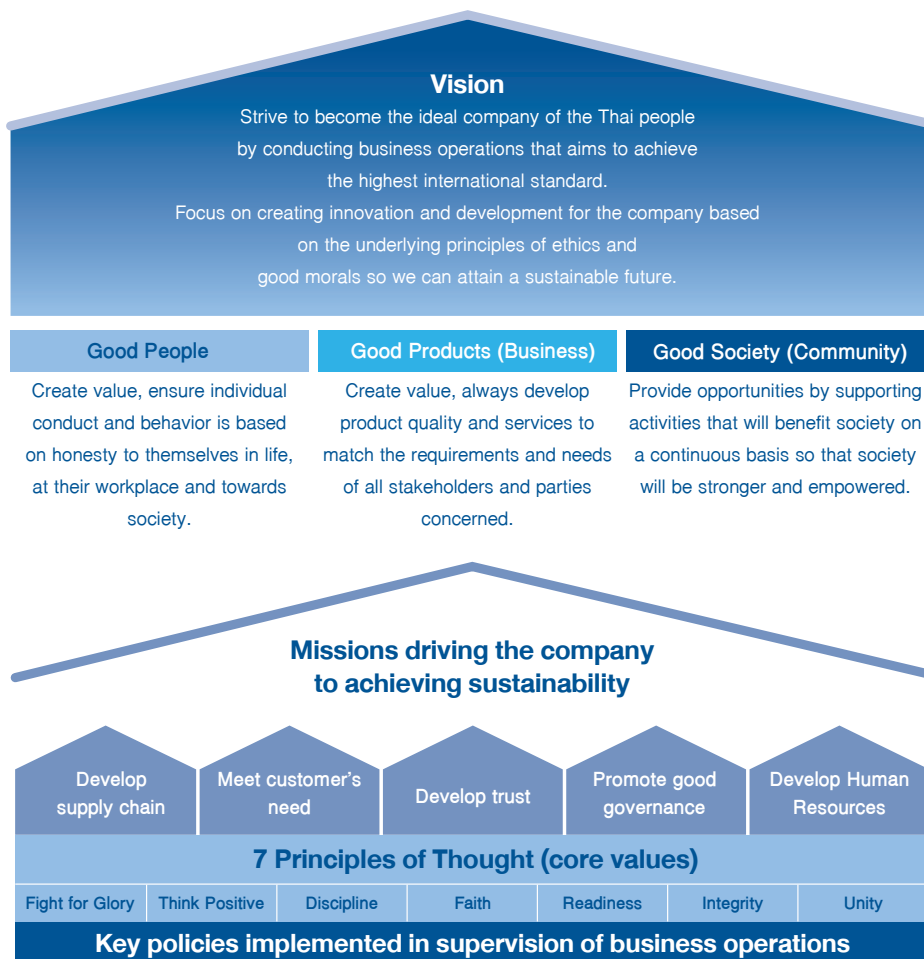 Vision
Strive to become the ideal company of the Thai people
by conducting business operations that aims to achieve
the highest international standard.
Focus on creating innovation and development for the company based
on the underlying principles of ethics and
good morals so we can attain a sustainable future.
Good People
Create value, ensure individual
conduct and behavior is based
on honesty to themselves in life,
at their workplace and towards
society.
Good Products (Business)
Create value, always develop
product quality and services to
match the requirements and needs
of all stakeholders and parties
concerned.
Good Society (Community)
Provide opportunities by supporting
activities that will benefit society on
a continuous basis so that society
will be stronger and empowered.
Missions driving the company
to achieving sustainability
Develop
supply chain
Meet customer's
need
Develop trust
Promote good
governance
Develop Human
Resources
7 Principles of Thought (core values)
Fight for Glory
Think Positive
Discipline
Faith
Readiness
Integrity
Unity
Key policies implemented in supervision of business operations